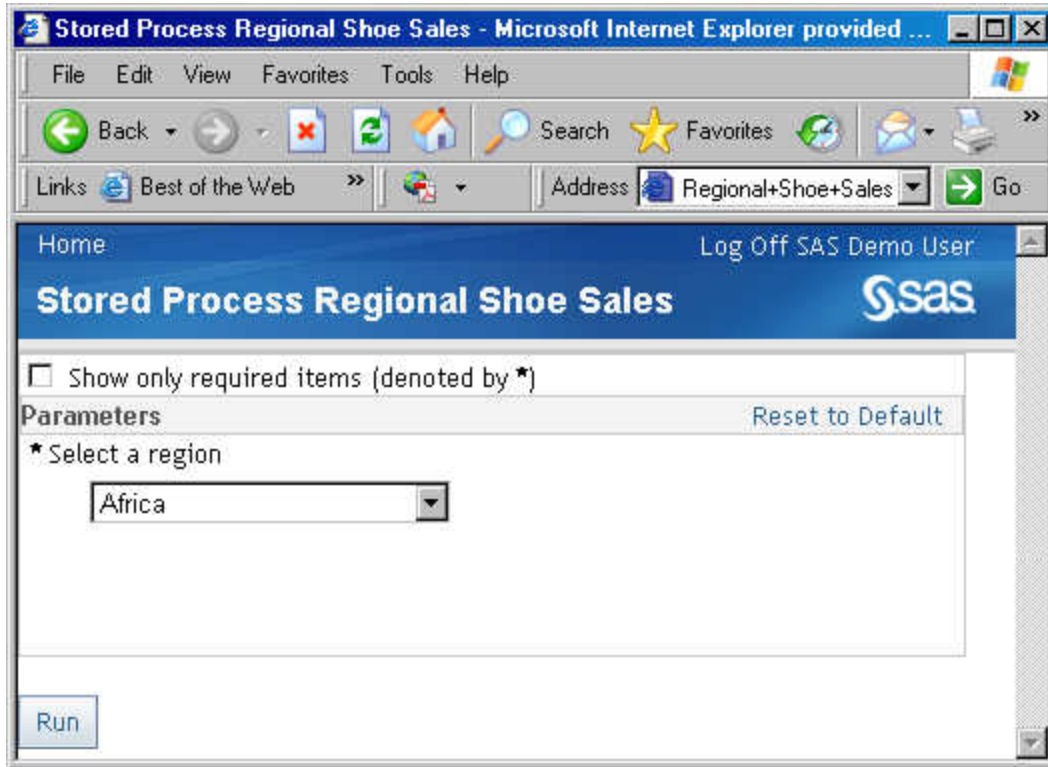 Stored Process Regional Shoe Sales - Microsoft Internet Explorer provided ...
File Edit View Favorites Tools Help
Back Search Favorites
Links Best of the Web » Address Regional+Shoe+Sales Go
Home Log Off SAS Demo User
Stored Process Regional Shoe Sales sas
Show only required items (denoted by *)
Parameters Reset to Default
* Select a region
Africa
Run